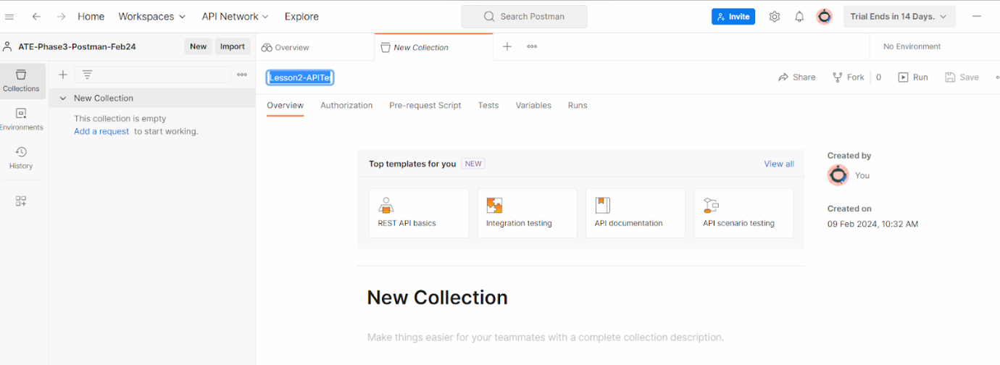 Home Workspaces API Network Explore Search Postman Invite Trial Ends in 14 Days.
ATE-Phase3-Postman-Feb24 New Import Overview New Collection No Environment
Collections
Environments
History
New Collection
This collection is empty
Add a request to start working.
Share Fork 0 Run Save
Overview Authorization Pre-request Script Tests Variables Runs
Top templates for you NEW View all
REST API basics Integration testing API documentation API scenario testing
Created by
You
Created on
09 Feb 2024, 10:32 AM
New Collection
Make things easier for your teammates with a complete collection description.